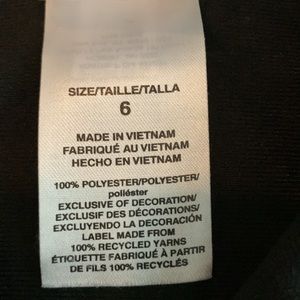 SIZE/TAILLE/TALLA
6
MADE IN VIETNAM
FABRIQUÉ AU VIETNAM
HECHO EN VIETNAM
100% POLYESTER/POLYESTER/
poliéster
EXCLUSIVE OF DECORATION/
EXCLUSIF DES DÉCORATIONS/
EXCLUYENDO LA DECORACIÓN
LABEL MADE FROM
100% RECYCLED YARNS
ÉTIQUETTE FABRIQUÉ À PARTIR
DE FILS 100% RECYCLÉ